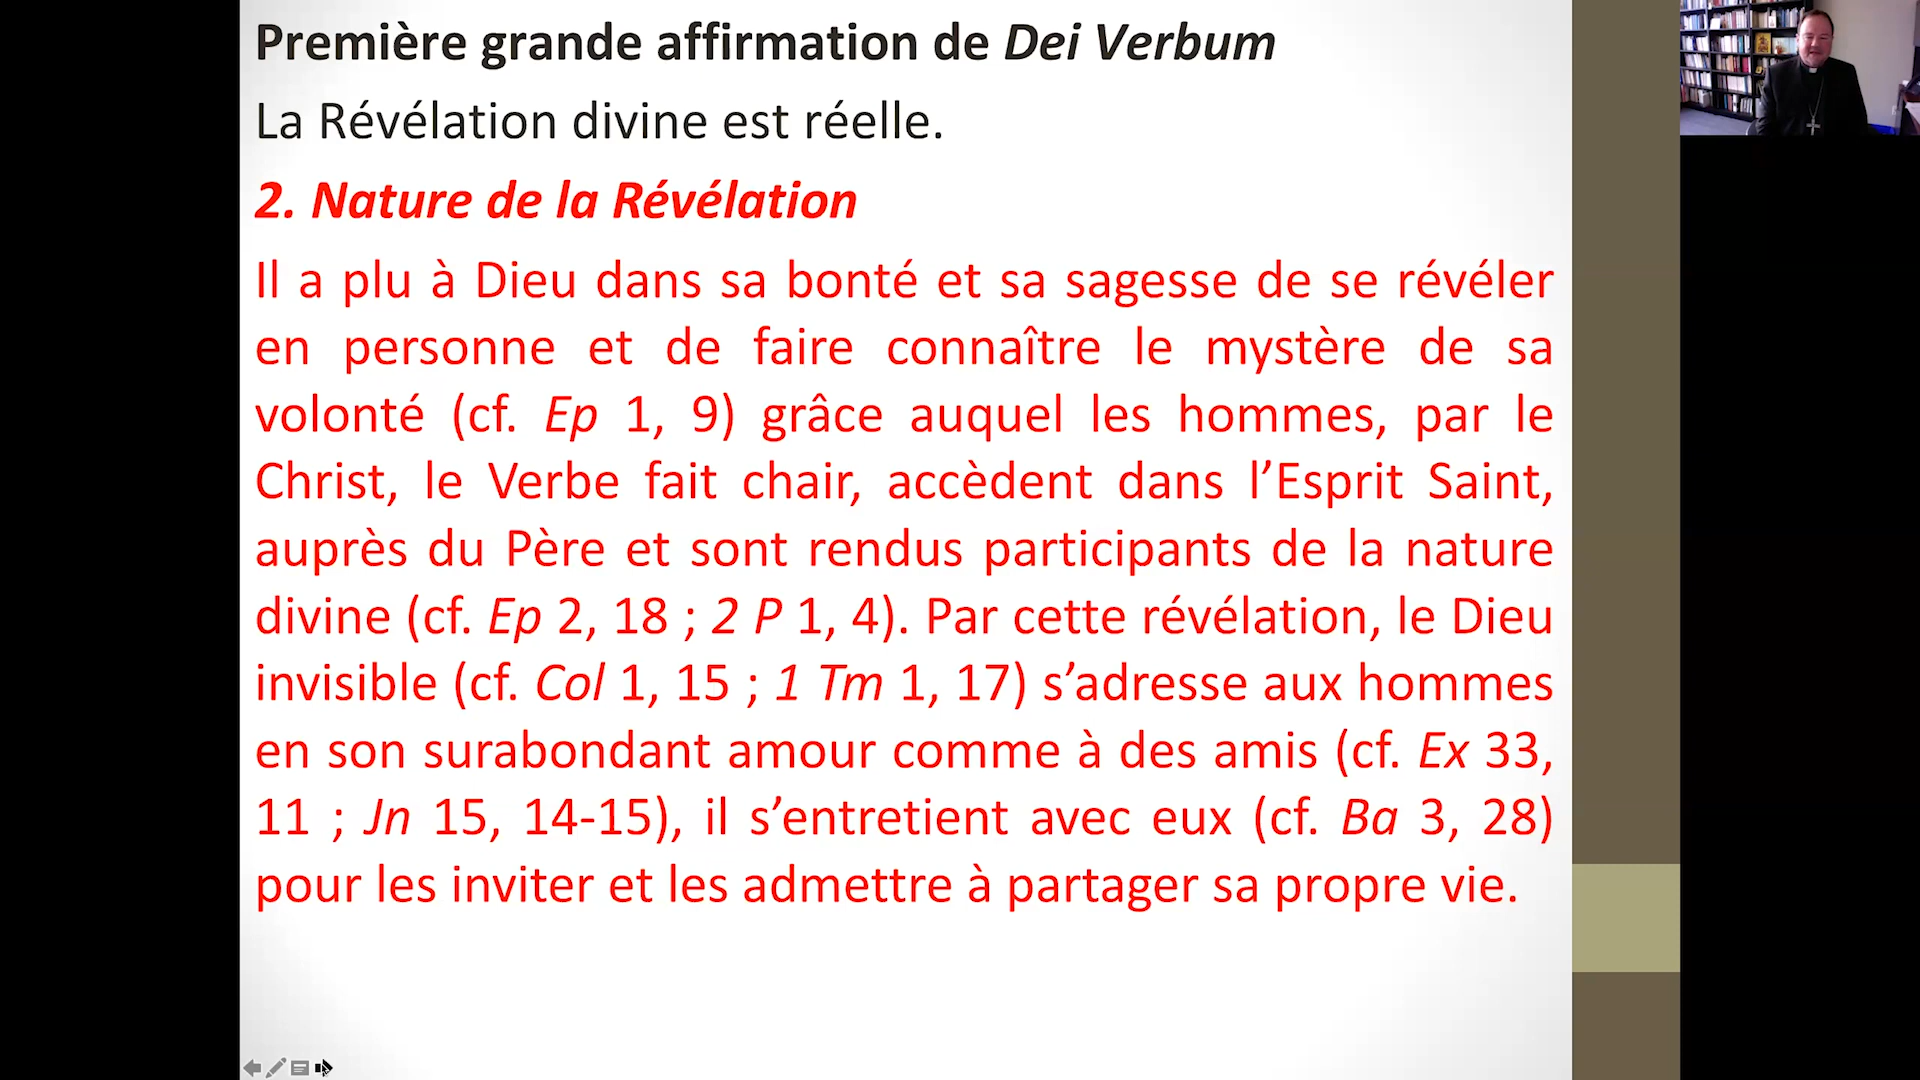 Première grande affirmation de Dei Verbum
La Révélation divine est réelle.
2. Nature de la Révélation
Il a plu à Dieu dans sa bonté et sa sagesse de se révéler
en personne et de faire connaître le mystère de sa
volonté (cf. Ep 1, 9) grâce auquel les hommes, par le
Christ, le Verbe fait chair, accèdent dans l’Esprit Saint,
auprès du Père et sont rendus participants de la nature
divine (cf. Ep 2, 18 ; 2 P 1, 4). Par cette révélation, le Dieu
invisible (cf. Col 1, 15 ; 1 Tm 1, 17) s’adresse aux hommes
en son surabondant amour comme à des amis (cf. Ex 33,
11 ; Jn 15, 14-15), il s’entretient avec eux (cf. Ba 3, 28)
pour les inviter et les admettre à partager sa propre vie.